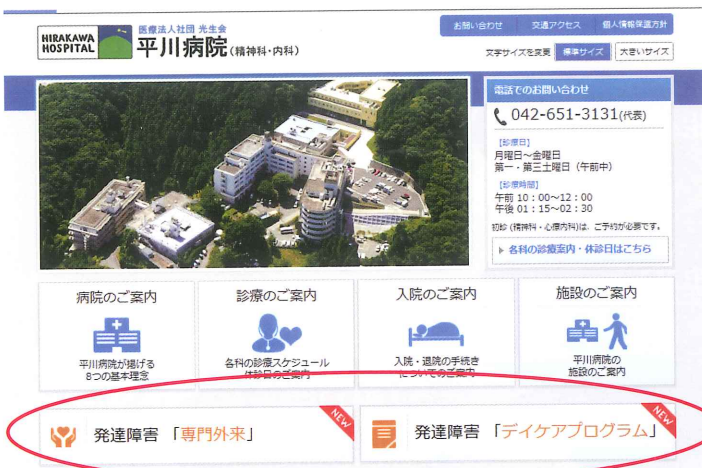 HIRAKAWA
HOSPITAL
医療法人社団 光生会
平川病院(精神科・内科)
お問い合わせ 交通アクセス 個人情報保護方針
文字サイズを変更 標準サイズ 大きいサイズ
電話でのお問い合わせ
042-651-3131(代表)
【診療日】
月曜日～金曜日
第一・第三土曜日（午前中）
【診療時間】
午前 10：00～12：00
午後 01：15～02：30
初診 (精神科・心療内科)は、ご予約が必要です。
各科の診療案内・休診日はこちら
病院のご案内
平川病院が掲げる
8つの基本理念
診療のご案内
各科の診療スケジュール
休診日のご案内
入院のご案内
入院・退院の手続き
についてのご案内
施設のご案内
平川病院の
施設のご案内
発達障害 「専門外来」
NEW
発達障害 「デイケアプログラム」
NEW